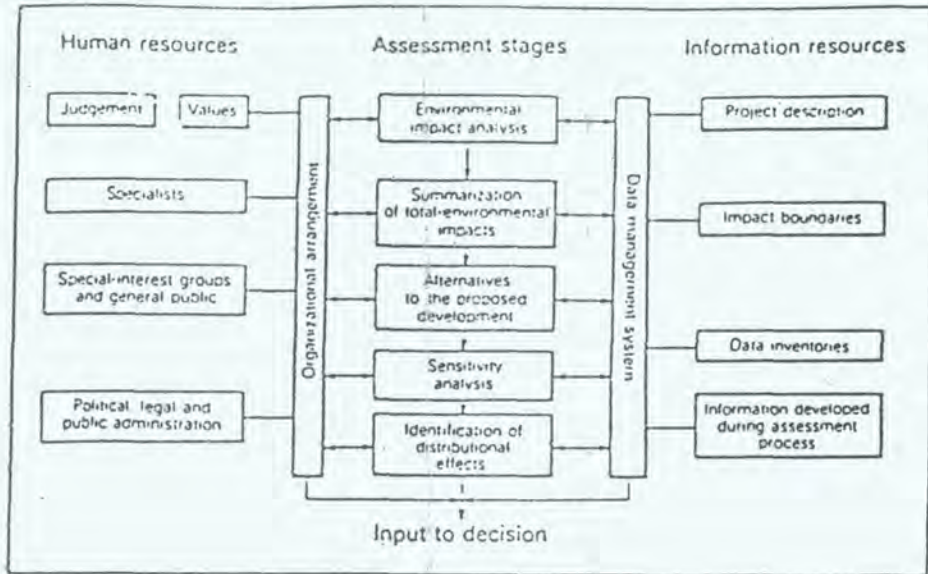 Human resources
Assessment stages
Information resources
Judgement
Values
Specialists
Special-interest groups
and general public
Political, legal and
public administration
Organizational arrangement
Environmental
impact analysis
Summarization
of total-environmental
impacts
Alternatives
to the proposed
development
Sensitivity
analysis
Identification of
distributional
effects
Data management system
Project description
Impact boundaries
Data inventories
Information developed
during assessment
process
Input to decision